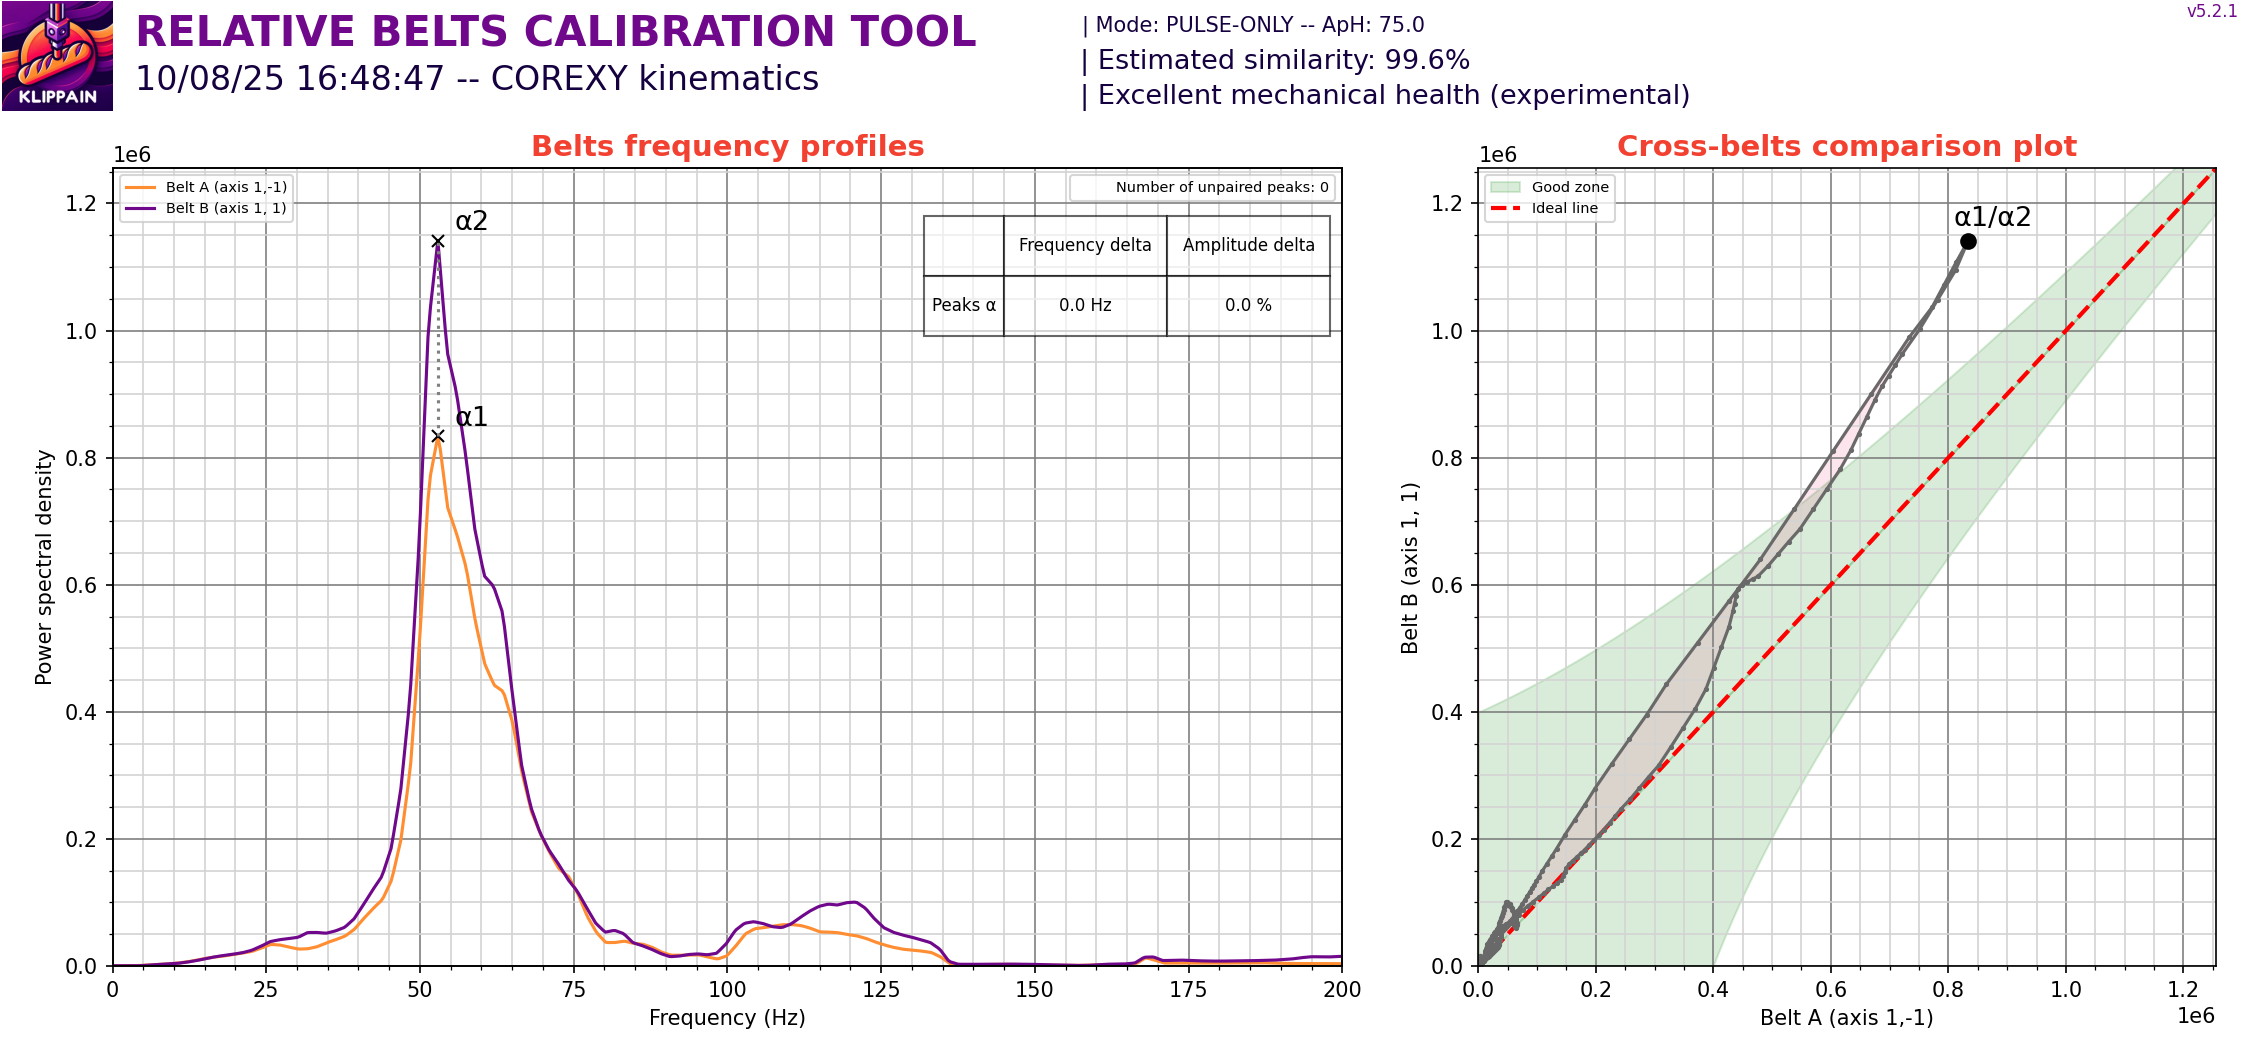 KLIPPAIN
RELATIVE BELTS CALIBRATION TOOL
10/08/25 16:48:47 -- COREXY kinematics
| Mode: PULSE-ONLY -- ApH: 75.0
| Estimated similarity: 99.6%
| Excellent mechanical health (experimental)
v5.2.1
Belts frequency profiles
1e6
Belt A (axis 1,-1)
Belt B (axis 1, 1)
Number of unpaired peaks: 0
Frequency delta Amplitude delta
Peaks α 0.0 Hz 0.0 %
α2
α1
Power spectral density
1.2
1.0
0.8
0.6
0.4
0.2
0.0
0 25 50 75 100 125 150 175 200
Frequency (Hz)
Cross-belts comparison plot
1e6
Good zone
Ideal line
α1/α2
Belt B (axis 1, 1)
1.2
1.0
0.8
0.6
0.4
0.2
0.0
0.0 0.2 0.4 0.6 0.8 1.0 1.2
Belt A (axis 1,-1)
1e6